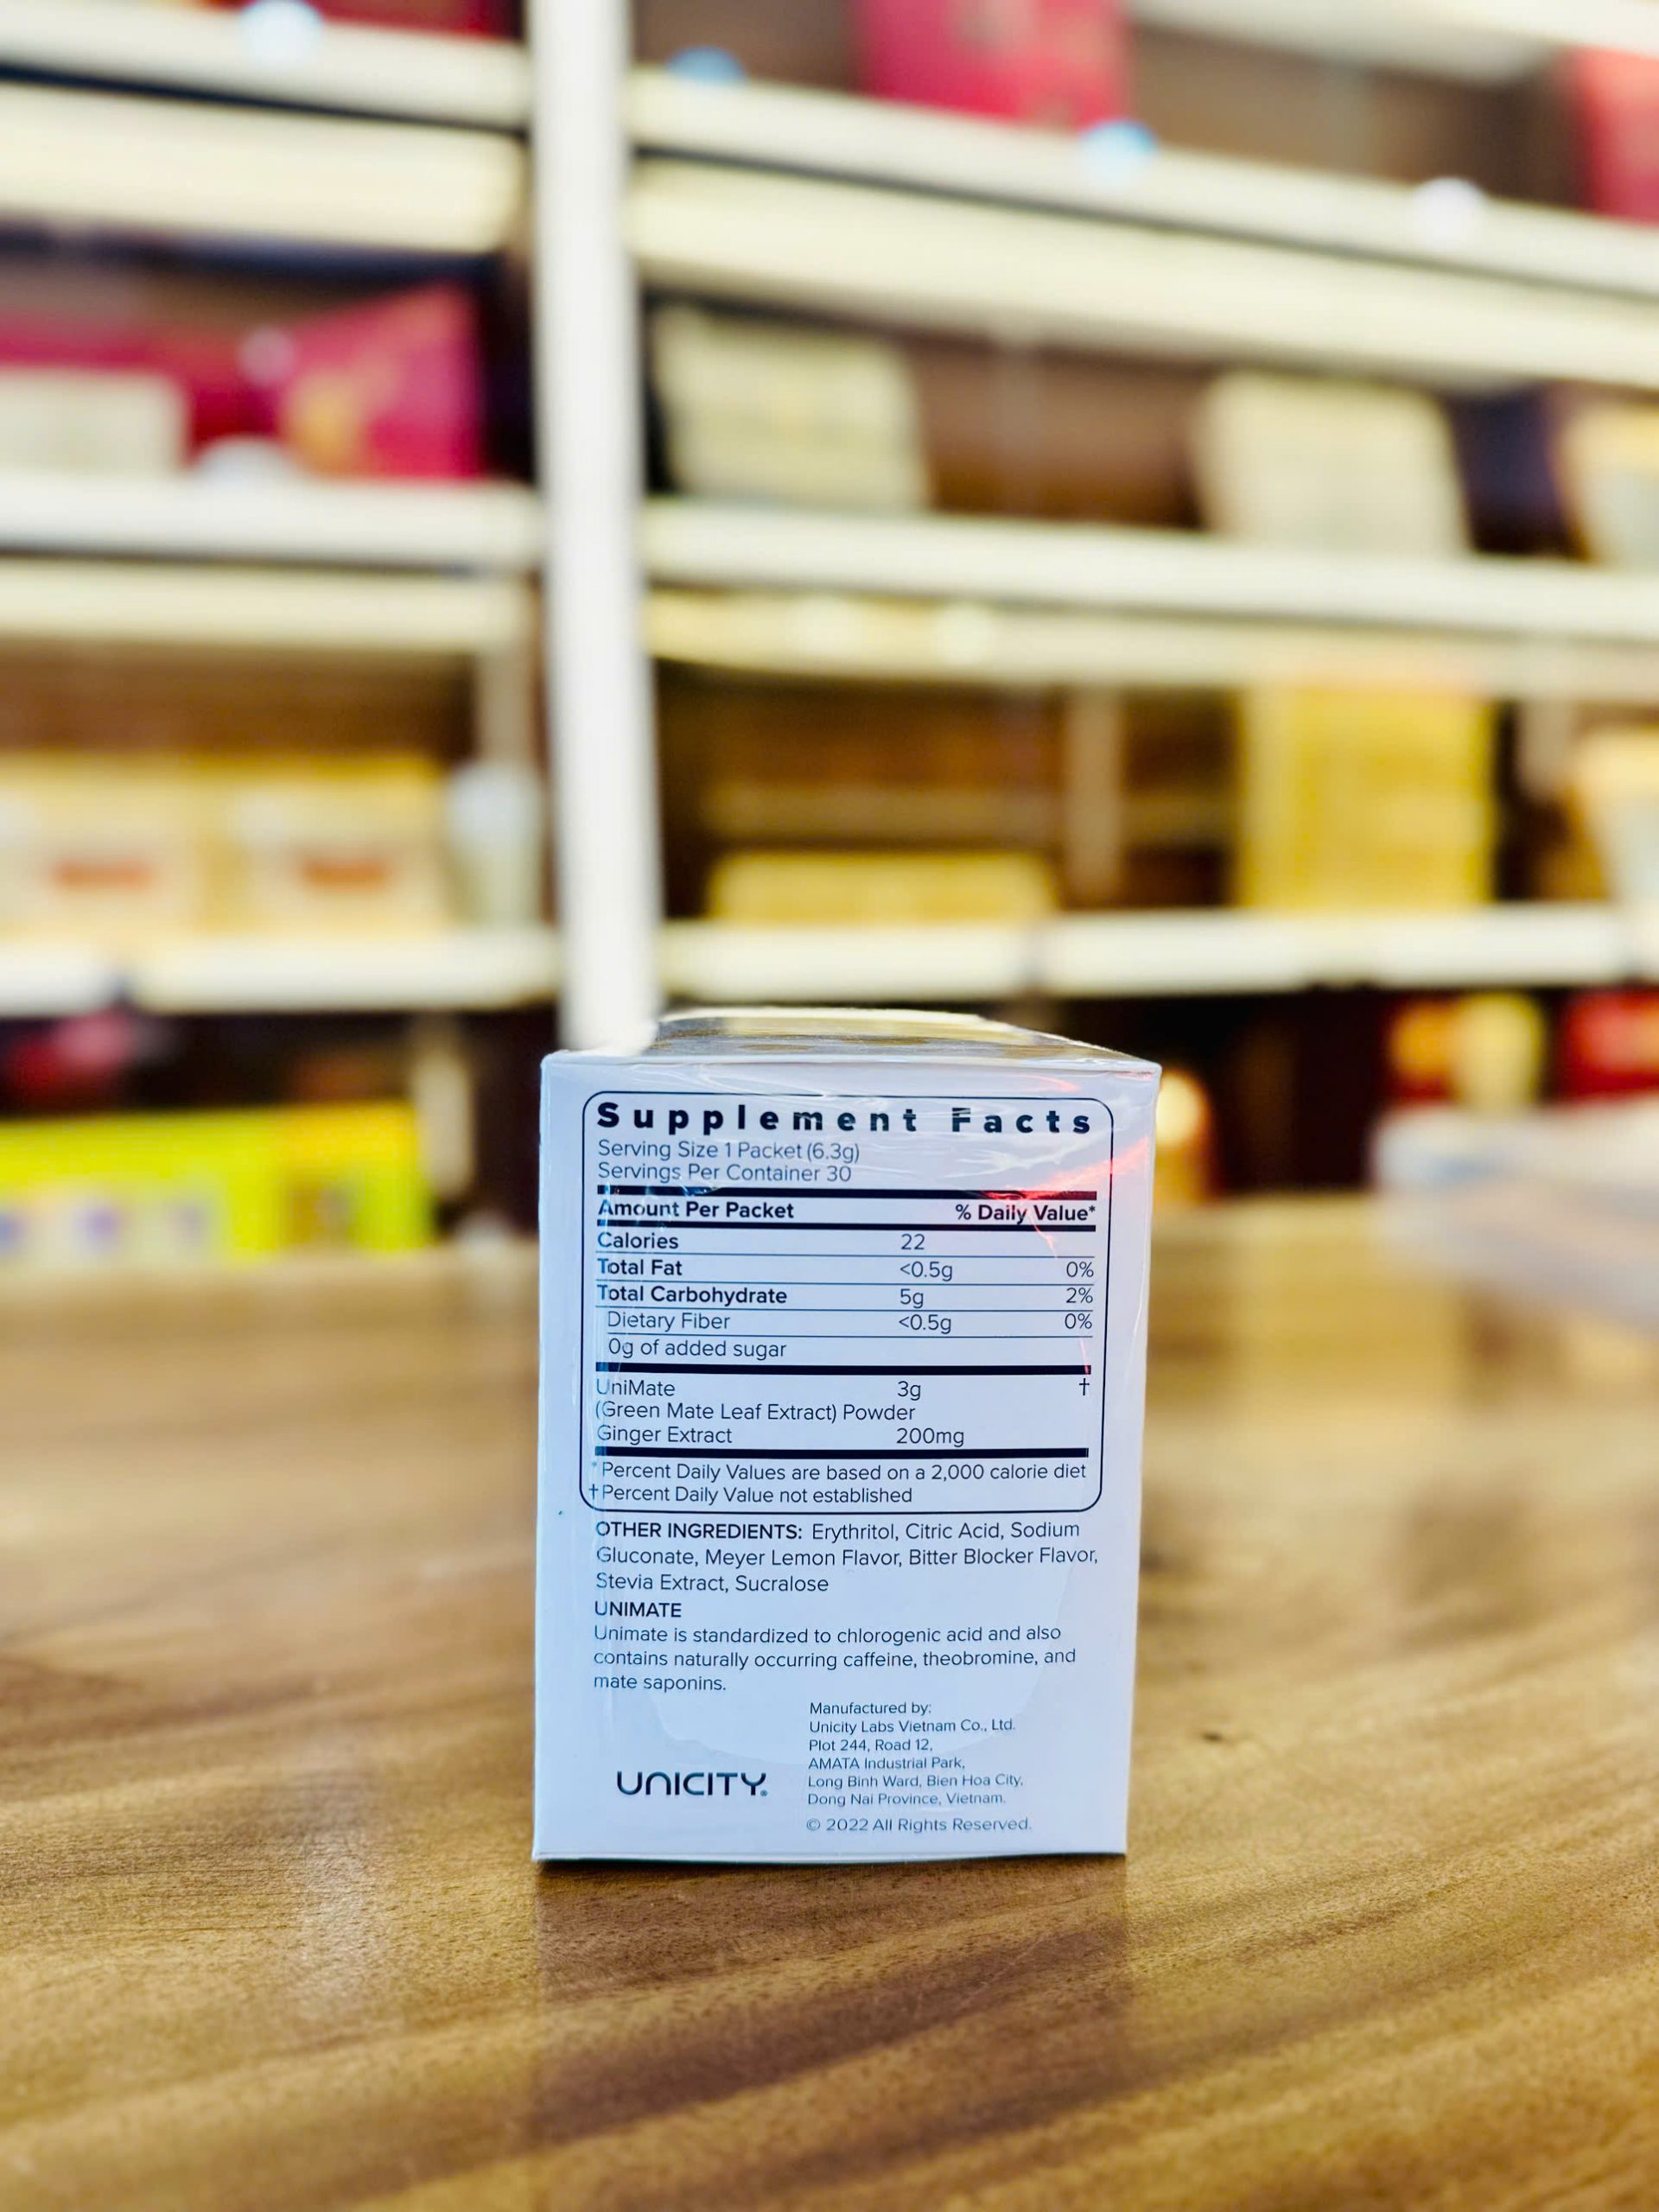 Supplement Facts
Serving Size 1 Packet (6.3g)
Servings Per Container 30
Amount Per Packet % Daily Value*
Calories 22
Total Fat <0.5g 0%
Total Carbohydrate 5g 2%
Dietary Fiber <0.5g 0%
0g of added sugar
UniMate 3g †
(Green Mate Leaf Extract) Powder
Ginger Extract 200mg
* Percent Daily Values are based on a 2,000 calorie diet
† Percent Daily Value not established
OTHER INGREDIENTS: Erythritol, Citric Acid, Sodium
Gluconate, Meyer Lemon Flavor, Bitter Blocker Flavor,
Stevia Extract, Sucralose
UNIMATE
Unimate is standardized to chlorogenic acid and also
contains naturally occurring caffeine, theobromine, and
mate saponins.
Manufactured by:
Unicity Labs Vietnam Co., Ltd.
Plot 244, Road 12,
AMATA Industrial Park,
Long Binh Ward, Bien Hoa City,
Dong Nai Province, Vietnam.
UNICITY.
© 2022 All Rights Reserved.